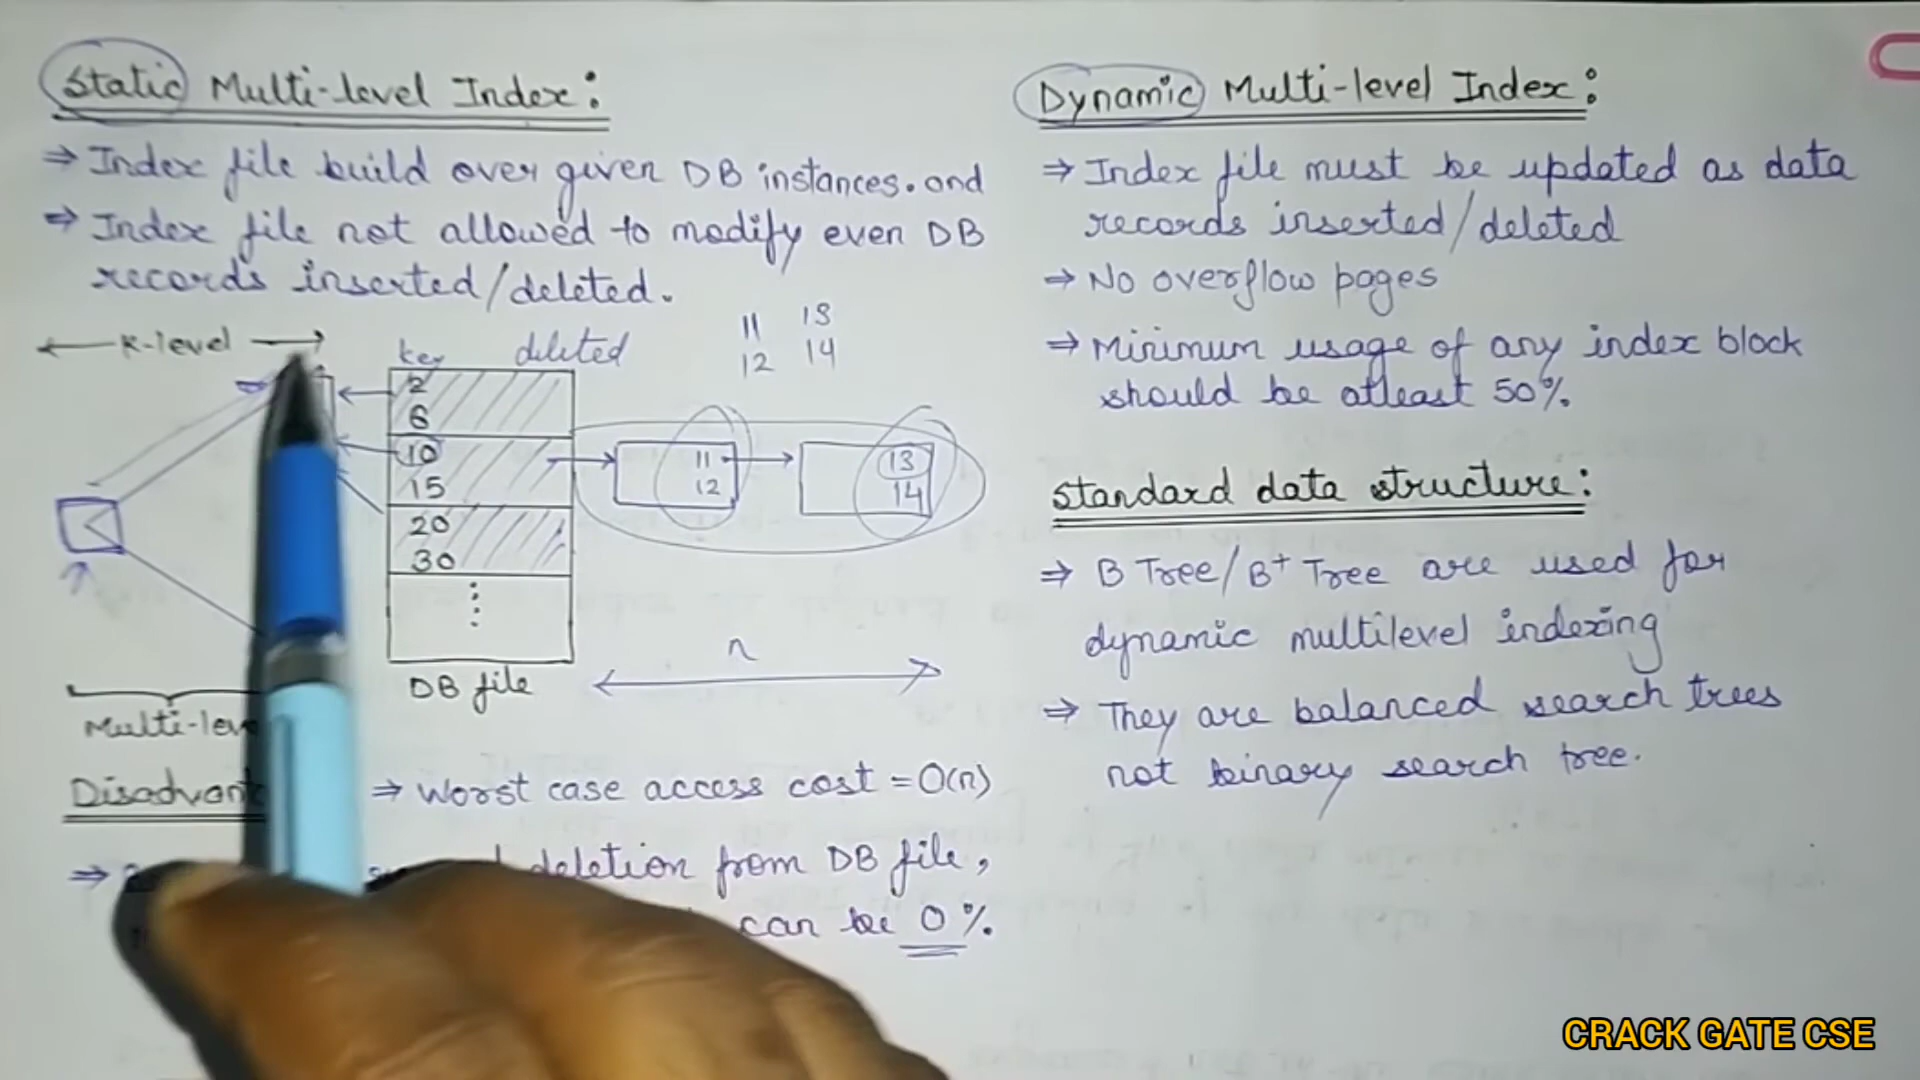 Static Multi-level Index:
⇒ Index file build over given DB instances. and
⇒ Index file not allowed to modify even DB
records inserted/deleted.
K-level
key deleted
11 13
12 14
2
6
10
15
20
30
11
12
13
14
n
DB file
Multi-lev
Disadvant
⇒ Worst case access cost = O(n)
⇒ deletion from DB file,
can be 0%.
Dynamic Multi-level Index:
⇒ Index file must be updated as data
records inserted/deleted
⇒ No overflow pages
⇒ Minimum usage of any index block
should be atleast 50%.
Standard data structure:
⇒ B Tree/B+ Tree are used for
dynamic multilevel indexing
⇒ They are balanced search trees
not binary search tree.
CRACK GATE CSE